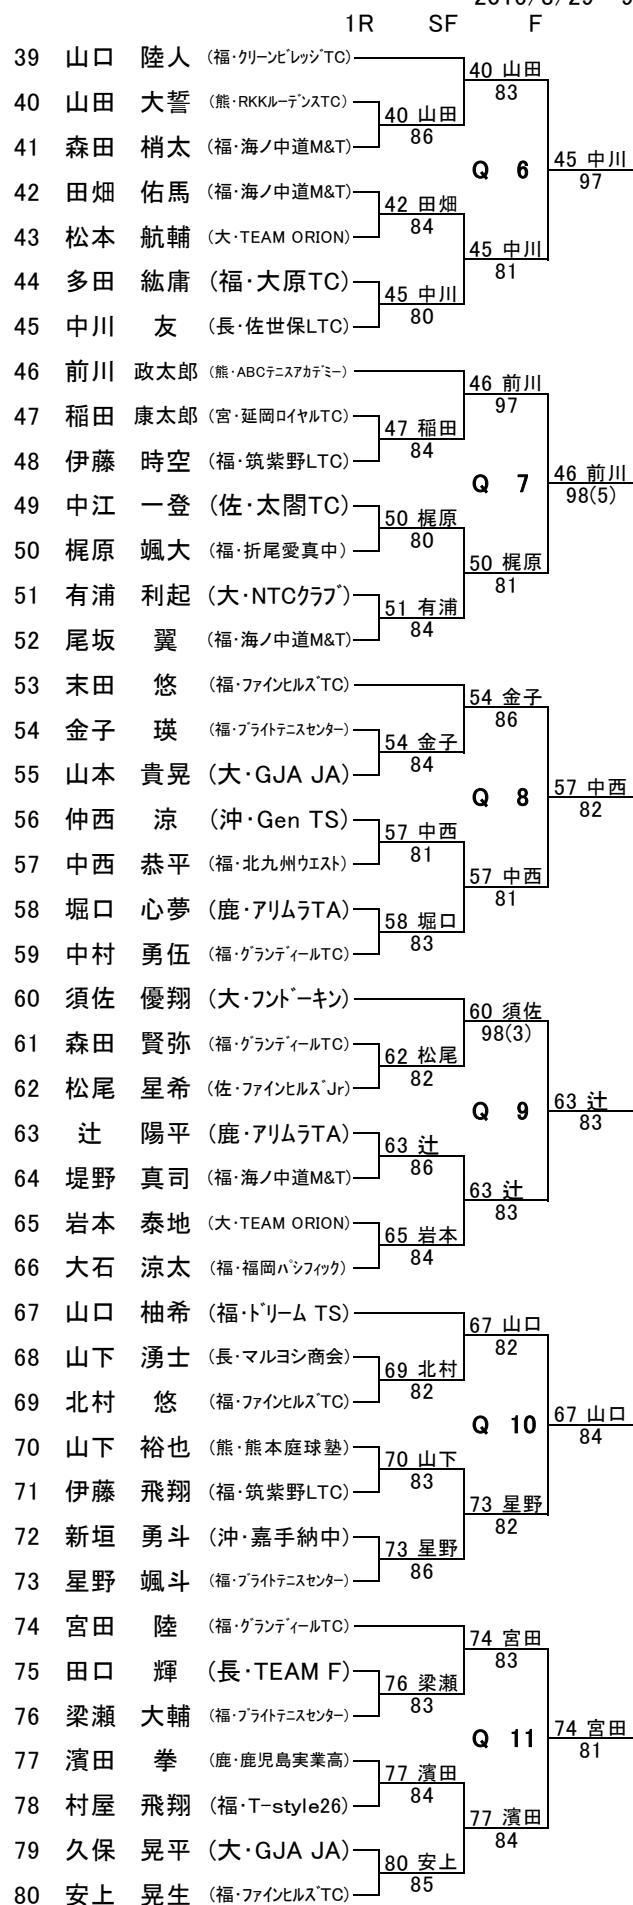 1R SF F
39 山口 陸人 (福・クリーンビレッジTC)
40 山田
83
40 山田 大誓 (熊・RKKルーデンスTC)
40 山田
86
41 森田 梢太 (福・海ノ中道M&T)
Q 6
45 中川
97
42 田畑 佑馬 (福・海ノ中道M&T)
42 田畑
84
43 松本 航輔 (大・TEAM ORION)
45 中川
81
44 多田 紘庸 (福・大原TC)
45 中川
80
45 中川 友 (長・佐世保LTC)
46 前川 政太郎 (熊・ABCテニスアカデミー)
46 前川
97
47 稲田 康太郎 (宮・延岡ロイヤルTC)
47 稲田
84
48 伊藤 時空 (福・筑紫野LTC)
Q 7
46 前川
98(5)
49 中江 一登 (佐・太閤TC)
50 梶原
80
50 梶原 颯大 (福・折尾愛真中)
50 梶原
81
51 有浦 利起 (大・NTCクラブ)
51 有浦
84
52 尾坂 翼 (福・海ノ中道M&T)
53 末田 悠 (福・ファインヒルズTC)
54 金子
86
54 金子 瑛 (福・ブライトテニスセンター)
54 金子
84
55 山本 貴晃 (大・GJA JA)
Q 8
57 中西
82
56 仲西 涼 (沖・Gen TS)
57 中西
81
57 中西 恭平 (福・北九州ウエスト)
57 中西
81
58 堀口 心夢 (鹿・アリムラTA)
58 堀口
83
59 中村 勇伍 (福・グランディールTC)
60 須佐 優翔 (大・フンドーキン)
60 須佐
98(3)
61 森田 賢弥 (福・グランディールTC)
62 松尾
82
62 松尾 星希 (佐・ファインヒルズJr)
Q 9
63 辻
83
63 辻 陽平 (鹿・アリムラTA)
63 辻
86
64 堤野 真司 (福・海ノ中道M&T)
63 辻
83
65 岩本 泰地 (大・TEAM ORION)
65 岩本
84
66 大石 涼太 (福・福岡パシフィック)
67 山口 柚希 (福・ドリーム TS)
67 山口
82
68 山下 湧士 (長・マルヨシ商会)
69 北村
82
69 北村 悠 (福・ファインヒルズTC)
Q 10
67 山口
84
70 山下 裕也 (熊・熊本庭球塾)
70 山下
83
71 伊藤 飛翔 (福・筑紫野LTC)
73 星野
82
72 新垣 勇斗 (沖・嘉手納中)
73 星野
86
73 星野 颯斗 (福・ブライトテニスセンター)
74 宮田 陸 (福・グランディールTC)
74 宮田
83
75 田口 輝 (長・TEAM F)
76 梁瀬
83
76 梁瀬 大輔 (福・ブライトテニスセンター)
Q 11
74 宮田
81
77 濱田 拳 (鹿・鹿児島実業高)
77 濱田
84
78 村屋 飛翔 (福・T-style26)
77 濱田
84
79 久保 晃平 (大・GJA JA)
80 安上
85
80 安上 晃生 (福・ファインヒルズTC)